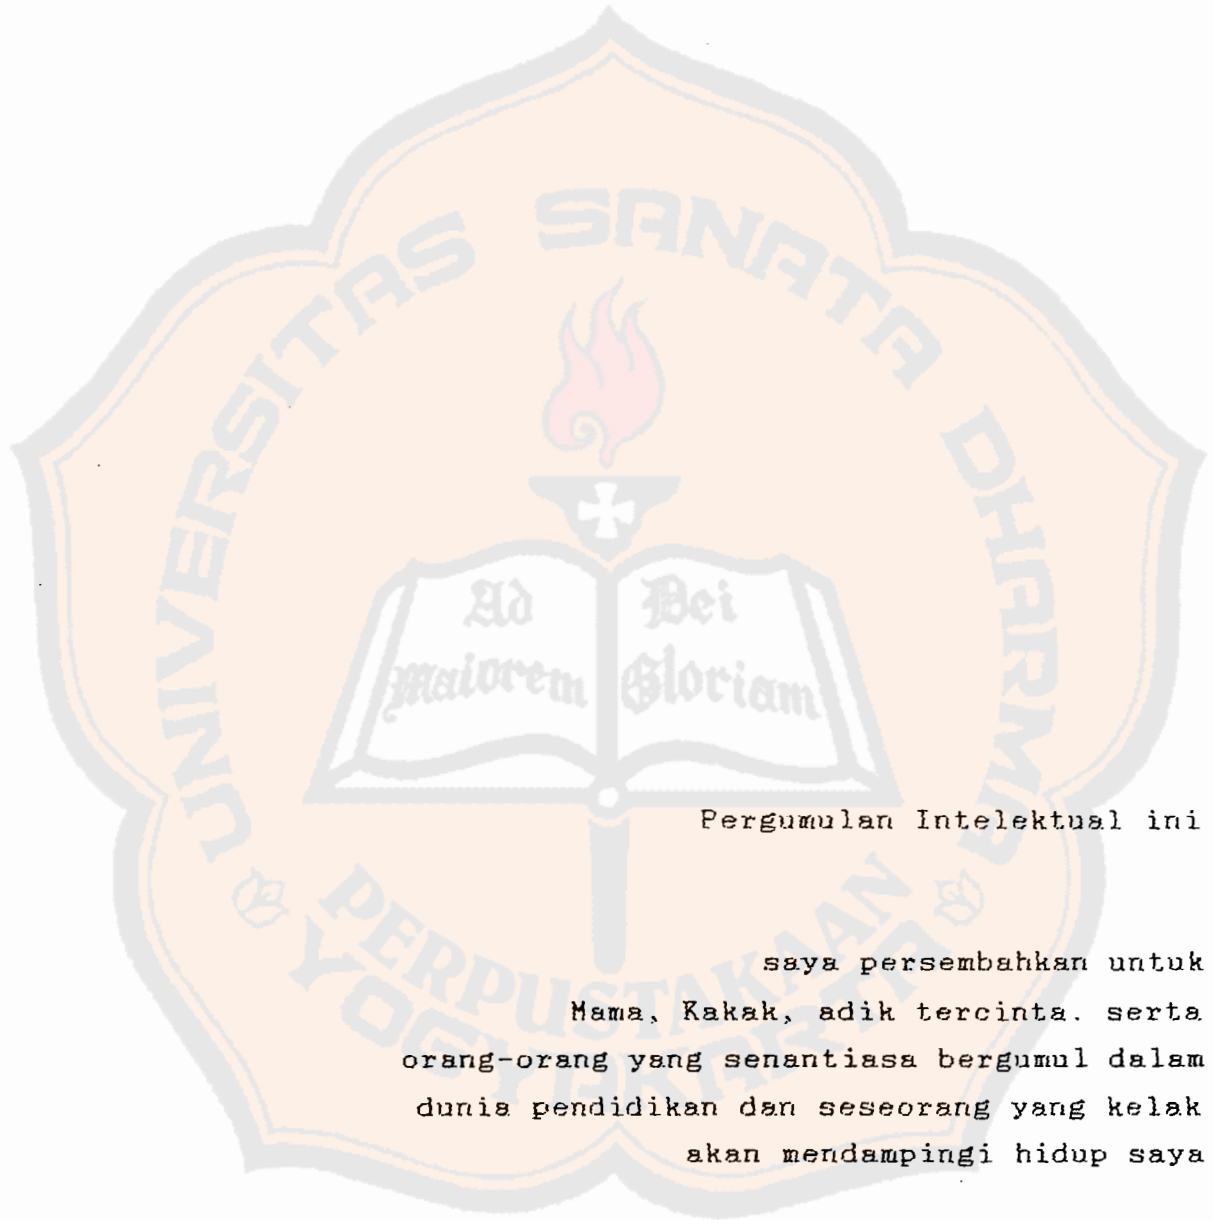 UNIVERSITAS SANATA DHARMA
Ad Dei
Maiorem Gloriam
Pergumulan Intelektual ini
PERPUSTAKAAN
YOGYAKARTA
saya persembahkan untuk
Mama, Kakak, adik tercinta. serta
orang-orang yang senantiasa bergumul dalam
dunia pendidikan dan seseorang yang kelak
akan mendampingi hidup saya